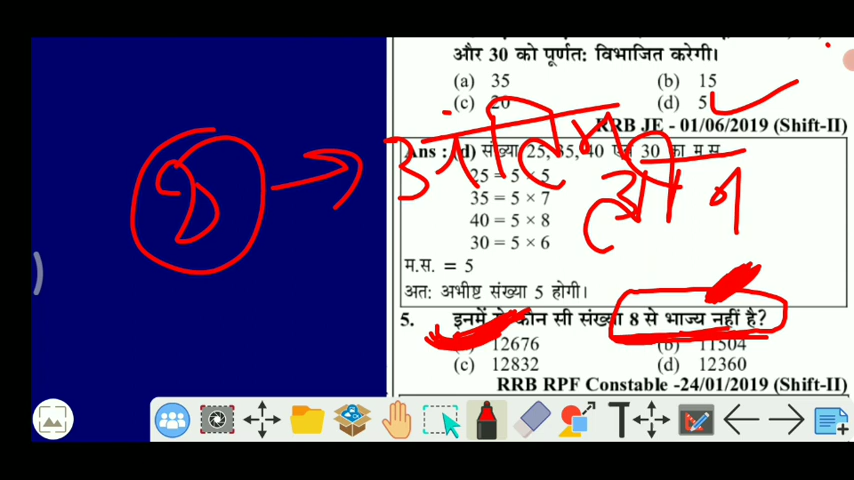 और 30 को पूर्णत: विभाजित करेगी।
(a) 35 (b) 15
(c) 20 (d) 5
RRB JE - 01/06/2019 (Shift-II)
Ans : (d) संख्या 25, 35, 40 एवं 30 का म.स.
25 = 5 × 5
35 = 5 × 7
40 = 5 × 8
30 = 5 × 6
म.स. = 5
अत: अभीष्ट संख्या 5 होगी।
5. इनमें से कौन सी संख्या 8 से भाज्य नहीं है?
12676 (b) 11504
(c) 12832 (d) 12360
RRB RPF Constable -24/01/2019 (Shift-II)
8
T